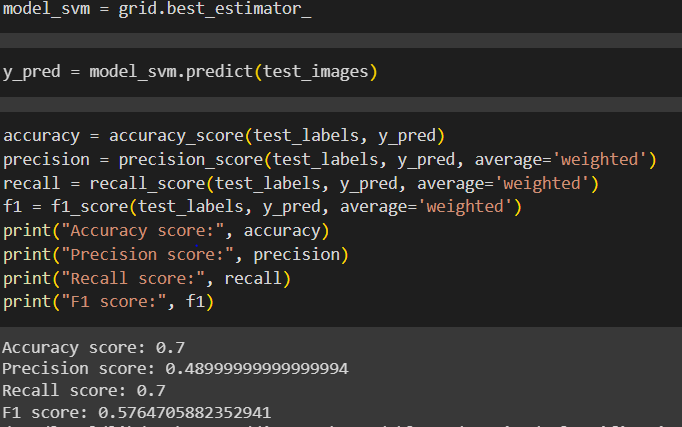 model_svm = grid.best_estimator_
y_pred = model_svm.predict(test_images)
accuracy = accuracy_score(test_labels, y_pred)
precision = precision_score(test_labels, y_pred, average='weighted')
recall = recall_score(test_labels, y_pred, average='weighted')
f1 = f1_score(test_labels, y_pred, average='weighted')
print("Accuracy score:", accuracy)
print("Precision score:", precision)
print("Recall score:", recall)
print("F1 score:", f1)
Accuracy score: 0.7
Precision score: 0.48999999999999994
Recall score: 0.7
F1 score: 0.5764705882352941